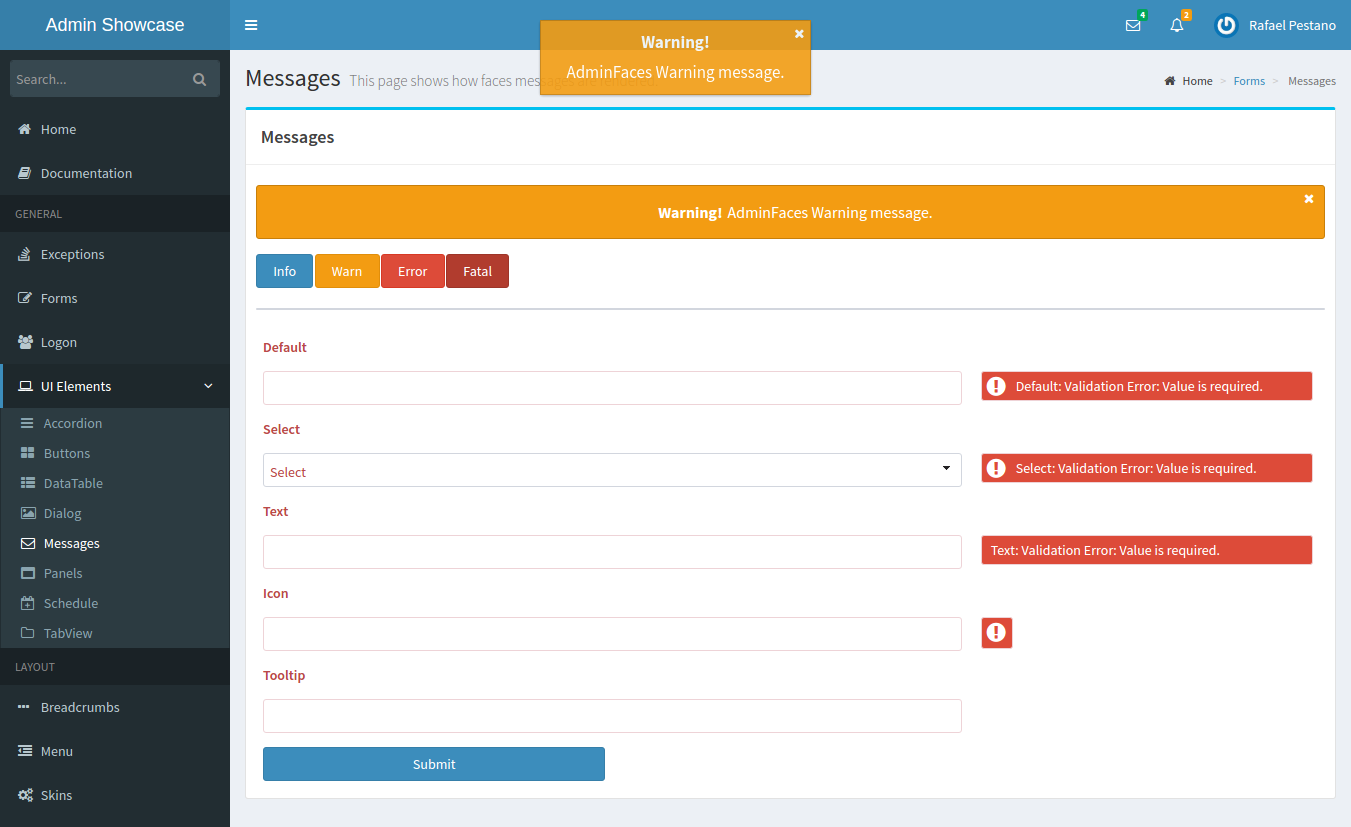 Admin Showcase
4
2
Rafael Pestano
Warning!
AdminFaces Warning message.
Search...
Home
Documentation
GENERAL
Exceptions
Forms
Logon
UI Elements
Accordion
Buttons
DataTable
Dialog
Messages
Panels
Schedule
TabView
LAYOUT
Breadcrumbs
Menu
Skins
Messages This page shows how faces messages are rendered.
Home > Forms > Messages
Messages
Warning! AdminFaces Warning message.
Info Warn Error Fatal
Default
Default: Validation Error: Value is required.
Select
Select
Select: Validation Error: Value is required.
Text
Text: Validation Error: Value is required.
Icon
Tooltip
Submit